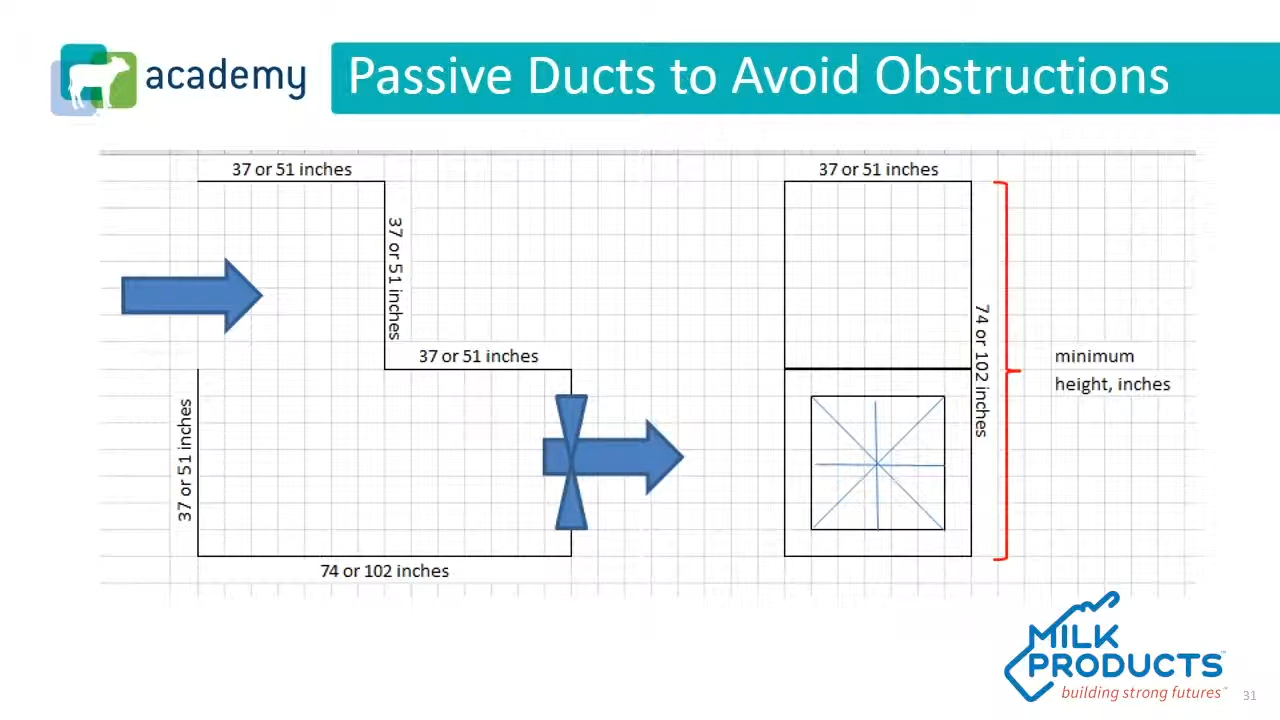 academy
Passive Ducts to Avoid Obstructions
37 or 51 inches
37 or 51 inches
37 or 51 inches
37 or 51 inches
74 or 102 inches
37 or 51 inches
74 or 102 inches
minimum
height, inches
MILK
PRODUCTS™
building strong futures™
31